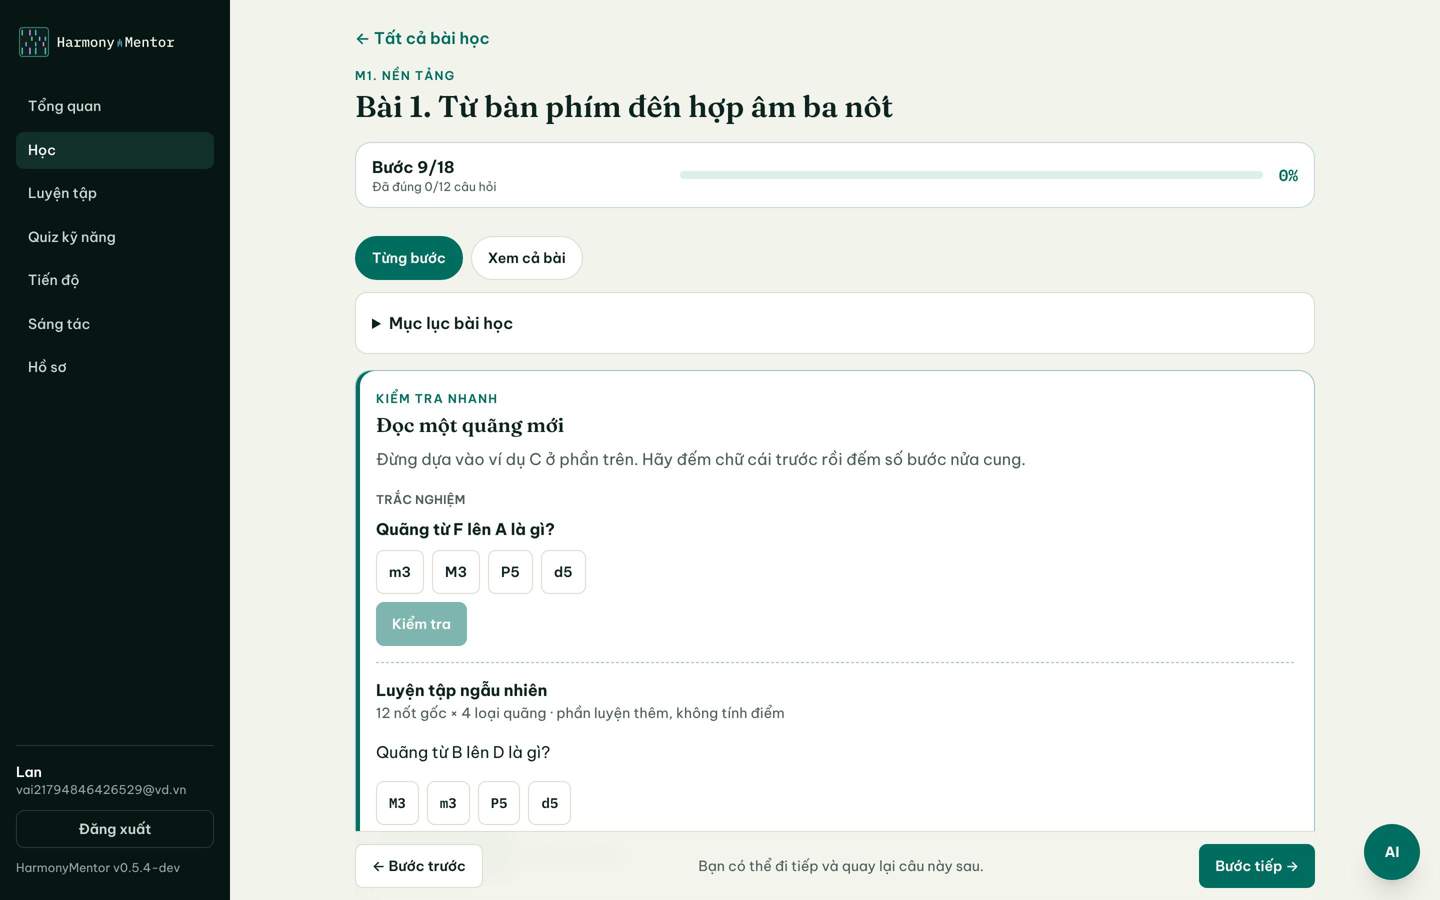 Harmony Mentor
Tổng quan
Học
Luyện tập
Quiz kỹ năng
Tiến độ
Sáng tác
Hồ sơ
Lan
vai21794846426529@vd.vn
Đăng xuất
HarmonyMentor v0.5.4-dev
← Tất cả bài học
M1. NỀN TẢNG
Bài 1. Từ bàn phím đến hợp âm ba nốt
Bước 9/18
Đã đúng 0/12 câu hỏi
0%
Từng bước
Xem cả bài
▶ Mục lục bài học
KIỂM TRA NHANH
Đọc một quãng mới
Đừng dựa vào ví dụ C ở phần trên. Hãy đếm chữ cái trước rồi đếm số bước nửa cung.
TRẮC NGHIỆM
Quãng từ F lên A là gì?
m3 M3 P5 d5
Kiểm tra
Luyện tập ngẫu nhiên
12 nốt gốc × 4 loại quãng · phần luyện thêm, không tính điểm
Quãng từ B lên D là gì?
M3 m3 P5 d5
← Bước trước
Bạn có thể đi tiếp và quay lại câu này sau.
Bước tiếp →
AI